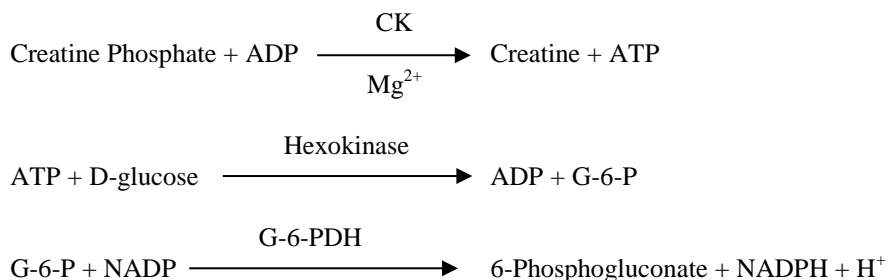 CK
Creatine Phosphate + ADP Creatine + ATP
Mg²⁺
Hexokinase
ATP + D-glucose ADP + G-6-P
G-6-PDH
G-6-P + NADP 6-Phosphogluconate + NADPH + H⁺